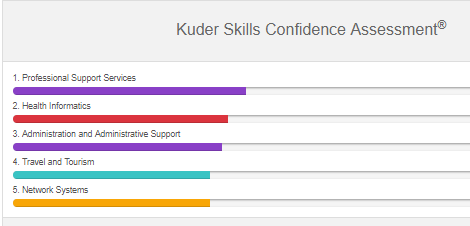 Kuder Skills Confidence Assessment®
1. Professional Support Services
2. Health Informatics
3. Administration and Administrative Support
4. Travel and Tourism
5. Network Systems